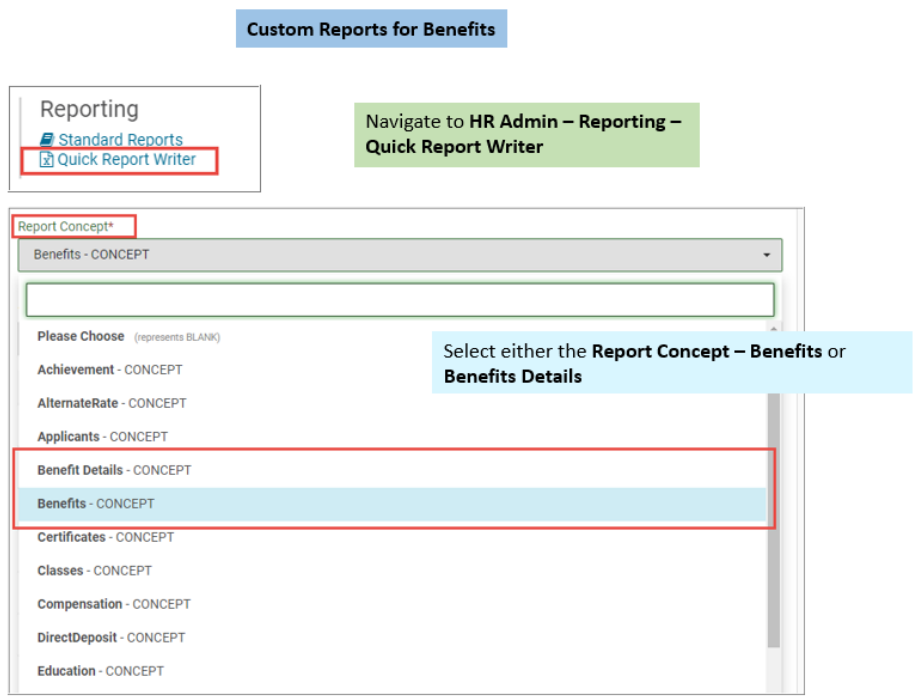 Custom Reports for Benefits
Reporting
Standard Reports
Quick Report Writer
Navigate to HR Admin – Reporting –
Quick Report Writer
Report Concept*
Benefits - CONCEPT
Please Choose (represents BLANK)
Achievement - CONCEPT
AlternateRate - CONCEPT
Applicants - CONCEPT
Benefit Details - CONCEPT
Benefits - CONCEPT
Certificates - CONCEPT
Classes - CONCEPT
Compensation - CONCEPT
DirectDeposit - CONCEPT
Education - CONCEPT
Select either the Report Concept – Benefits or
Benefits Details